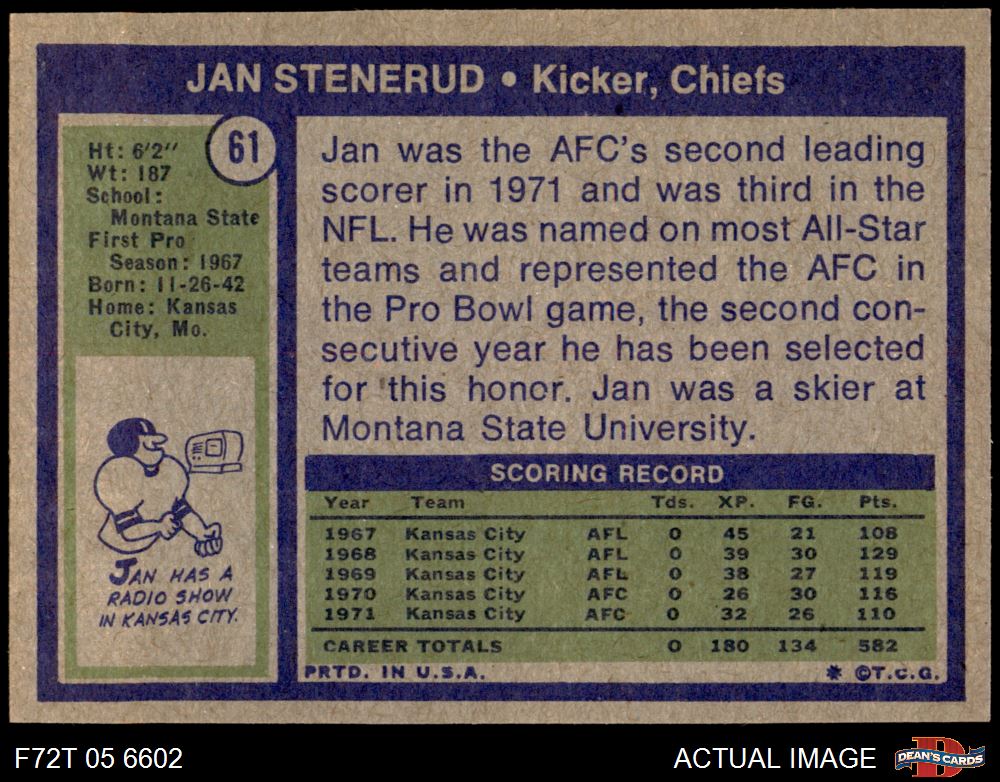 JAN STENERUD • Kicker, Chiefs
61
Ht: 6'2"
Wt: 187
School:
Montana State
First Pro
Season: 1967
Born: 11-26-42
Home: Kansas
City, Mo.
JAN HAS A
RADIO SHOW
IN KANSAS CITY.
Jan was the AFC's second leading
scorer in 1971 and was third in the
NFL. He was named on most All-Star
teams and represented the AFC in
the Pro Bowl game, the second con-
secutive year he has been selected
for this honor. Jan was a skier at
Montana State University.
SCORING RECORD
Year Team Tds. XP. FG. Pts.
1967 Kansas City AFL 0 45 21 108
1968 Kansas City AFL 0 39 30 129
1969 Kansas City AFL 0 38 27 119
1970 Kansas City AFC 0 26 30 116
1971 Kansas City AFC 0 32 26 110
CAREER TOTALS 0 180 134 582
PRTD. IN U.S.A. * ©T.C.G.
F72T 05 6602 ACTUAL IMAGE D DEAN'S CARDS